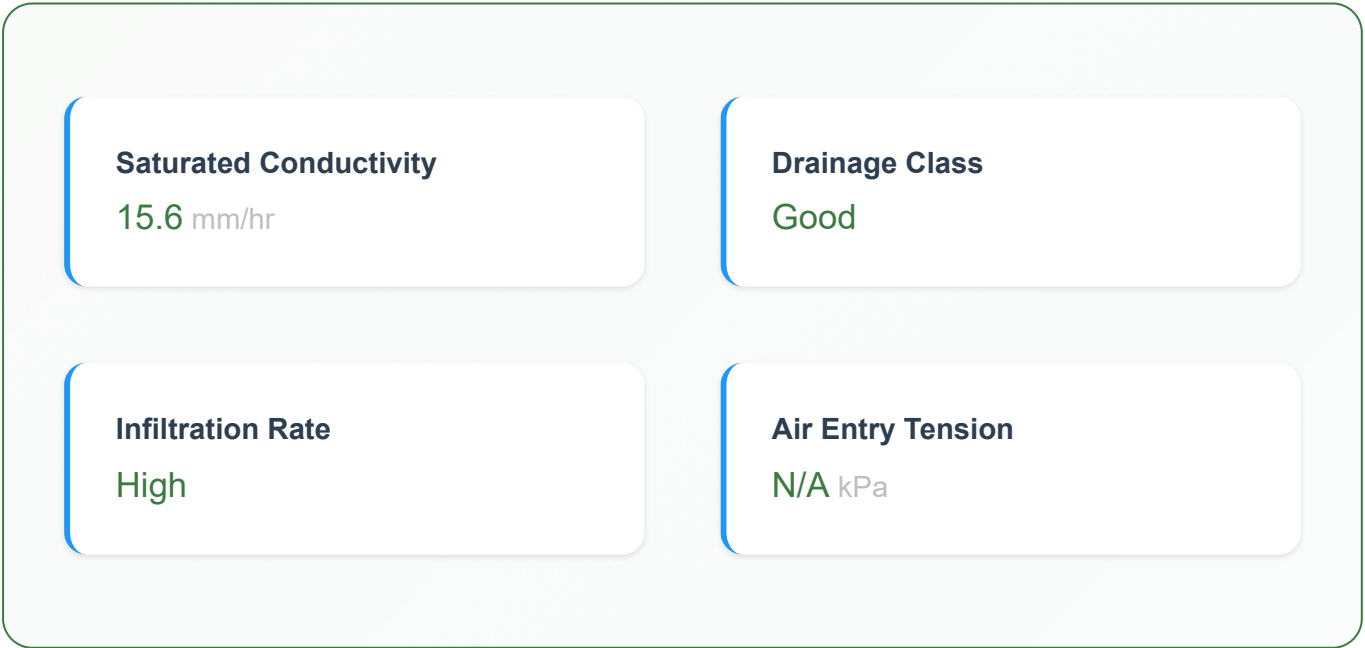 Saturated Conductivity
15.6 mm/hr
Drainage Class
Good
Infiltration Rate
High
Air Entry Tension
N/A kPa